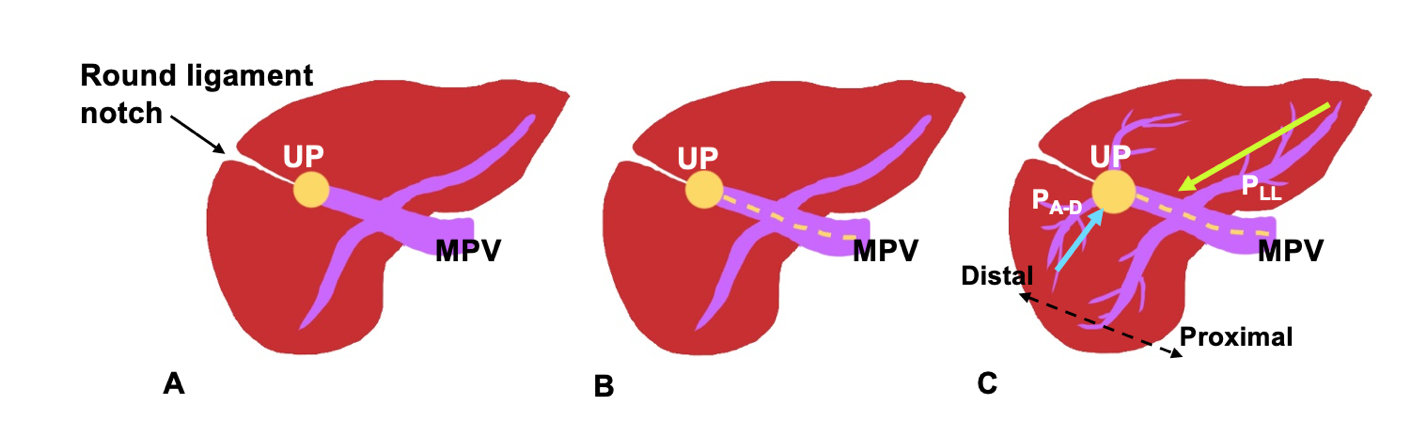 Round ligament
notch
UP
MPV
A
UP
MPV
B
UP
PA-D
PLL
MPV
Distal
Proximal
C